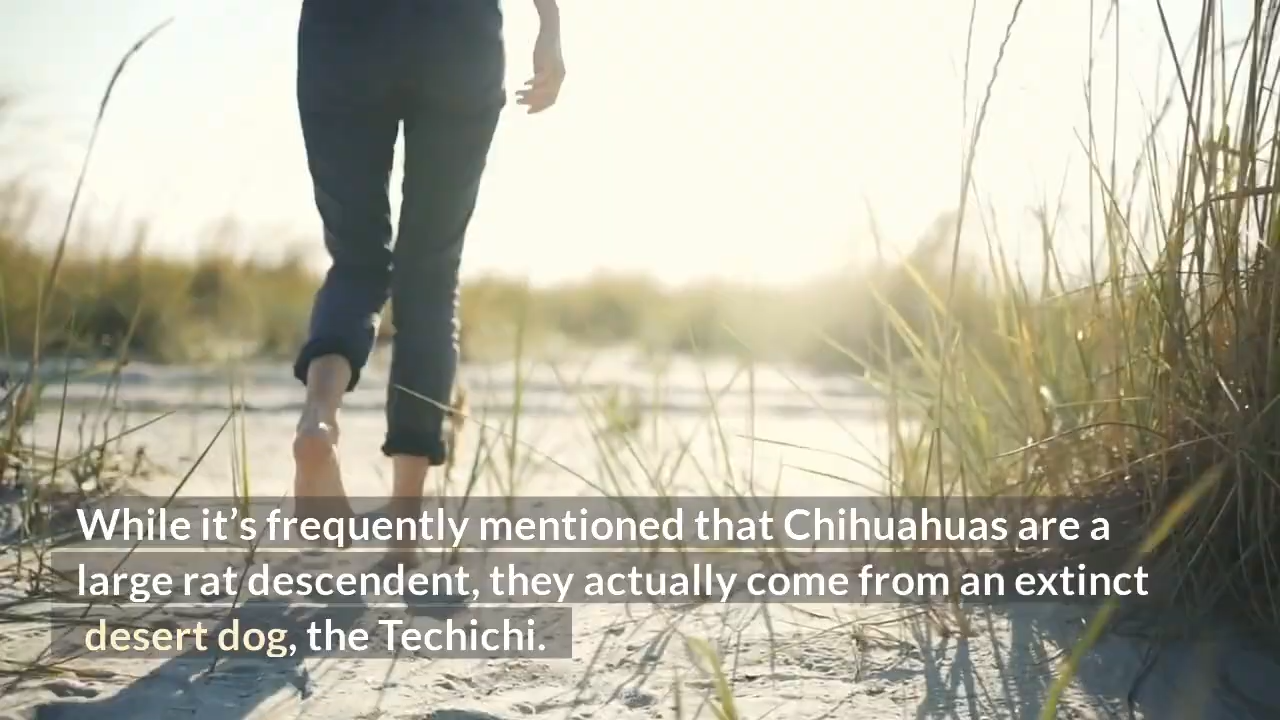 While it’s frequently mentioned that Chihuahuas are a
large rat descendent, they actually come from an extinct
desert dog, the Techichi.